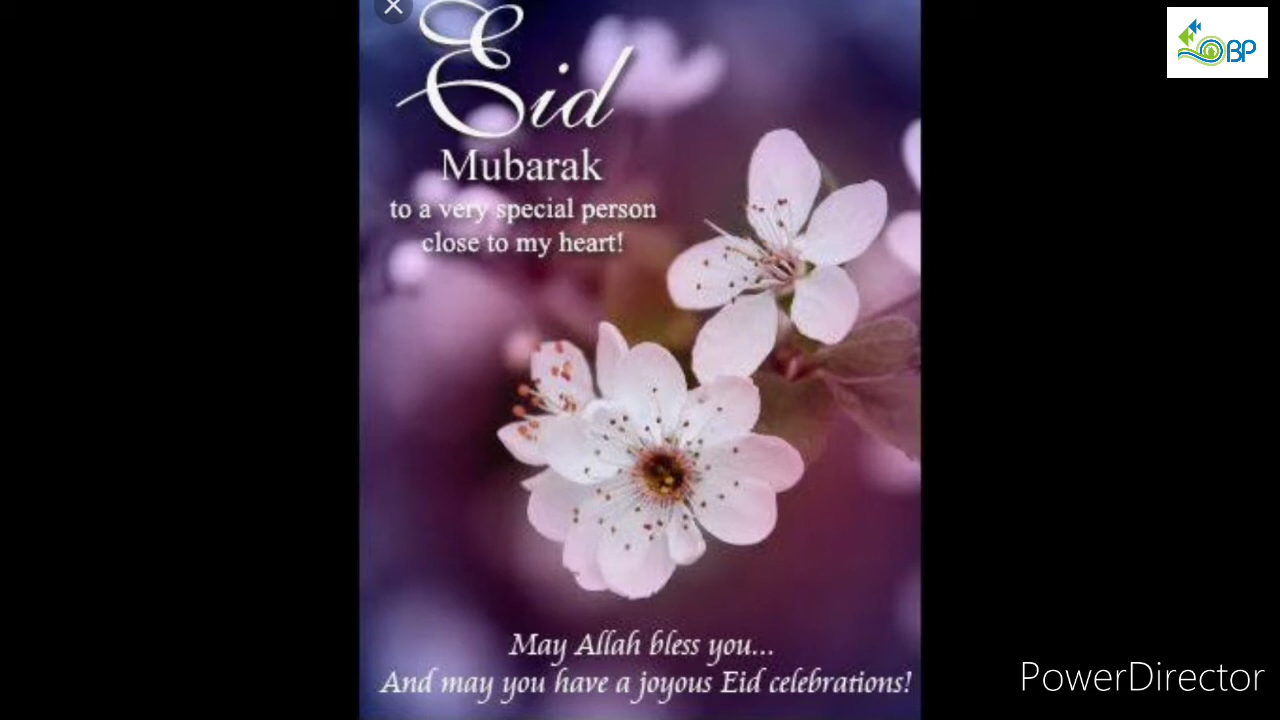 Eid
Mubarak
to a very special person
close to my heart!
May Allah bless you...
And may you have a joyous Eid celebrations!
BP
PowerDirector